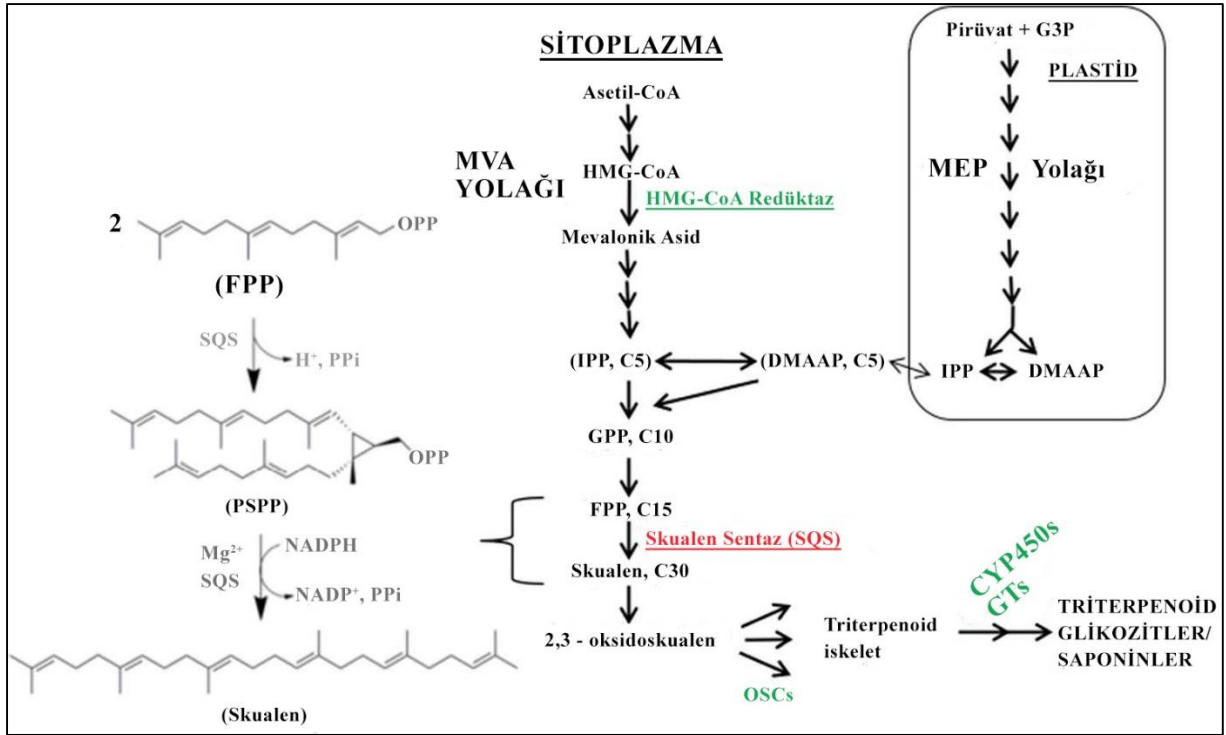 SİTOPLAZMA
Asetil-CoA
MVA
YOLAĞI
HMG-CoA
HMG-CoA Redüktaz
Mevalonik Asid
(IPP, C5)
(DMAAP, C5)
GPP, C10
FPP, C15
Skualen Sentaz (SQS)
Skualen, C30
2,3 - oksidoskualen
OSCs
Triterpenoid
iskelet
CYP450s
GTs
TRİTERPENOİD
GLİKOZİTLER/
SAPONİNLER
Pirüvat + G3P
PLASTİD
MEP Yolağı
IPP
DMAAP
2
OPP
(FPP)
SQS
H+, PPi
OPP
(PSPP)
Mg2+
SQS
NADPH
NADP+, PPi
(Skualen)